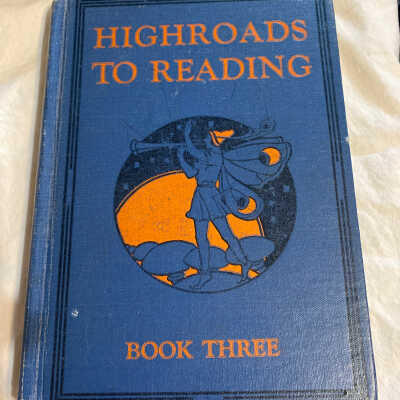 HIGHROADS
TO READING
BOOK THREE